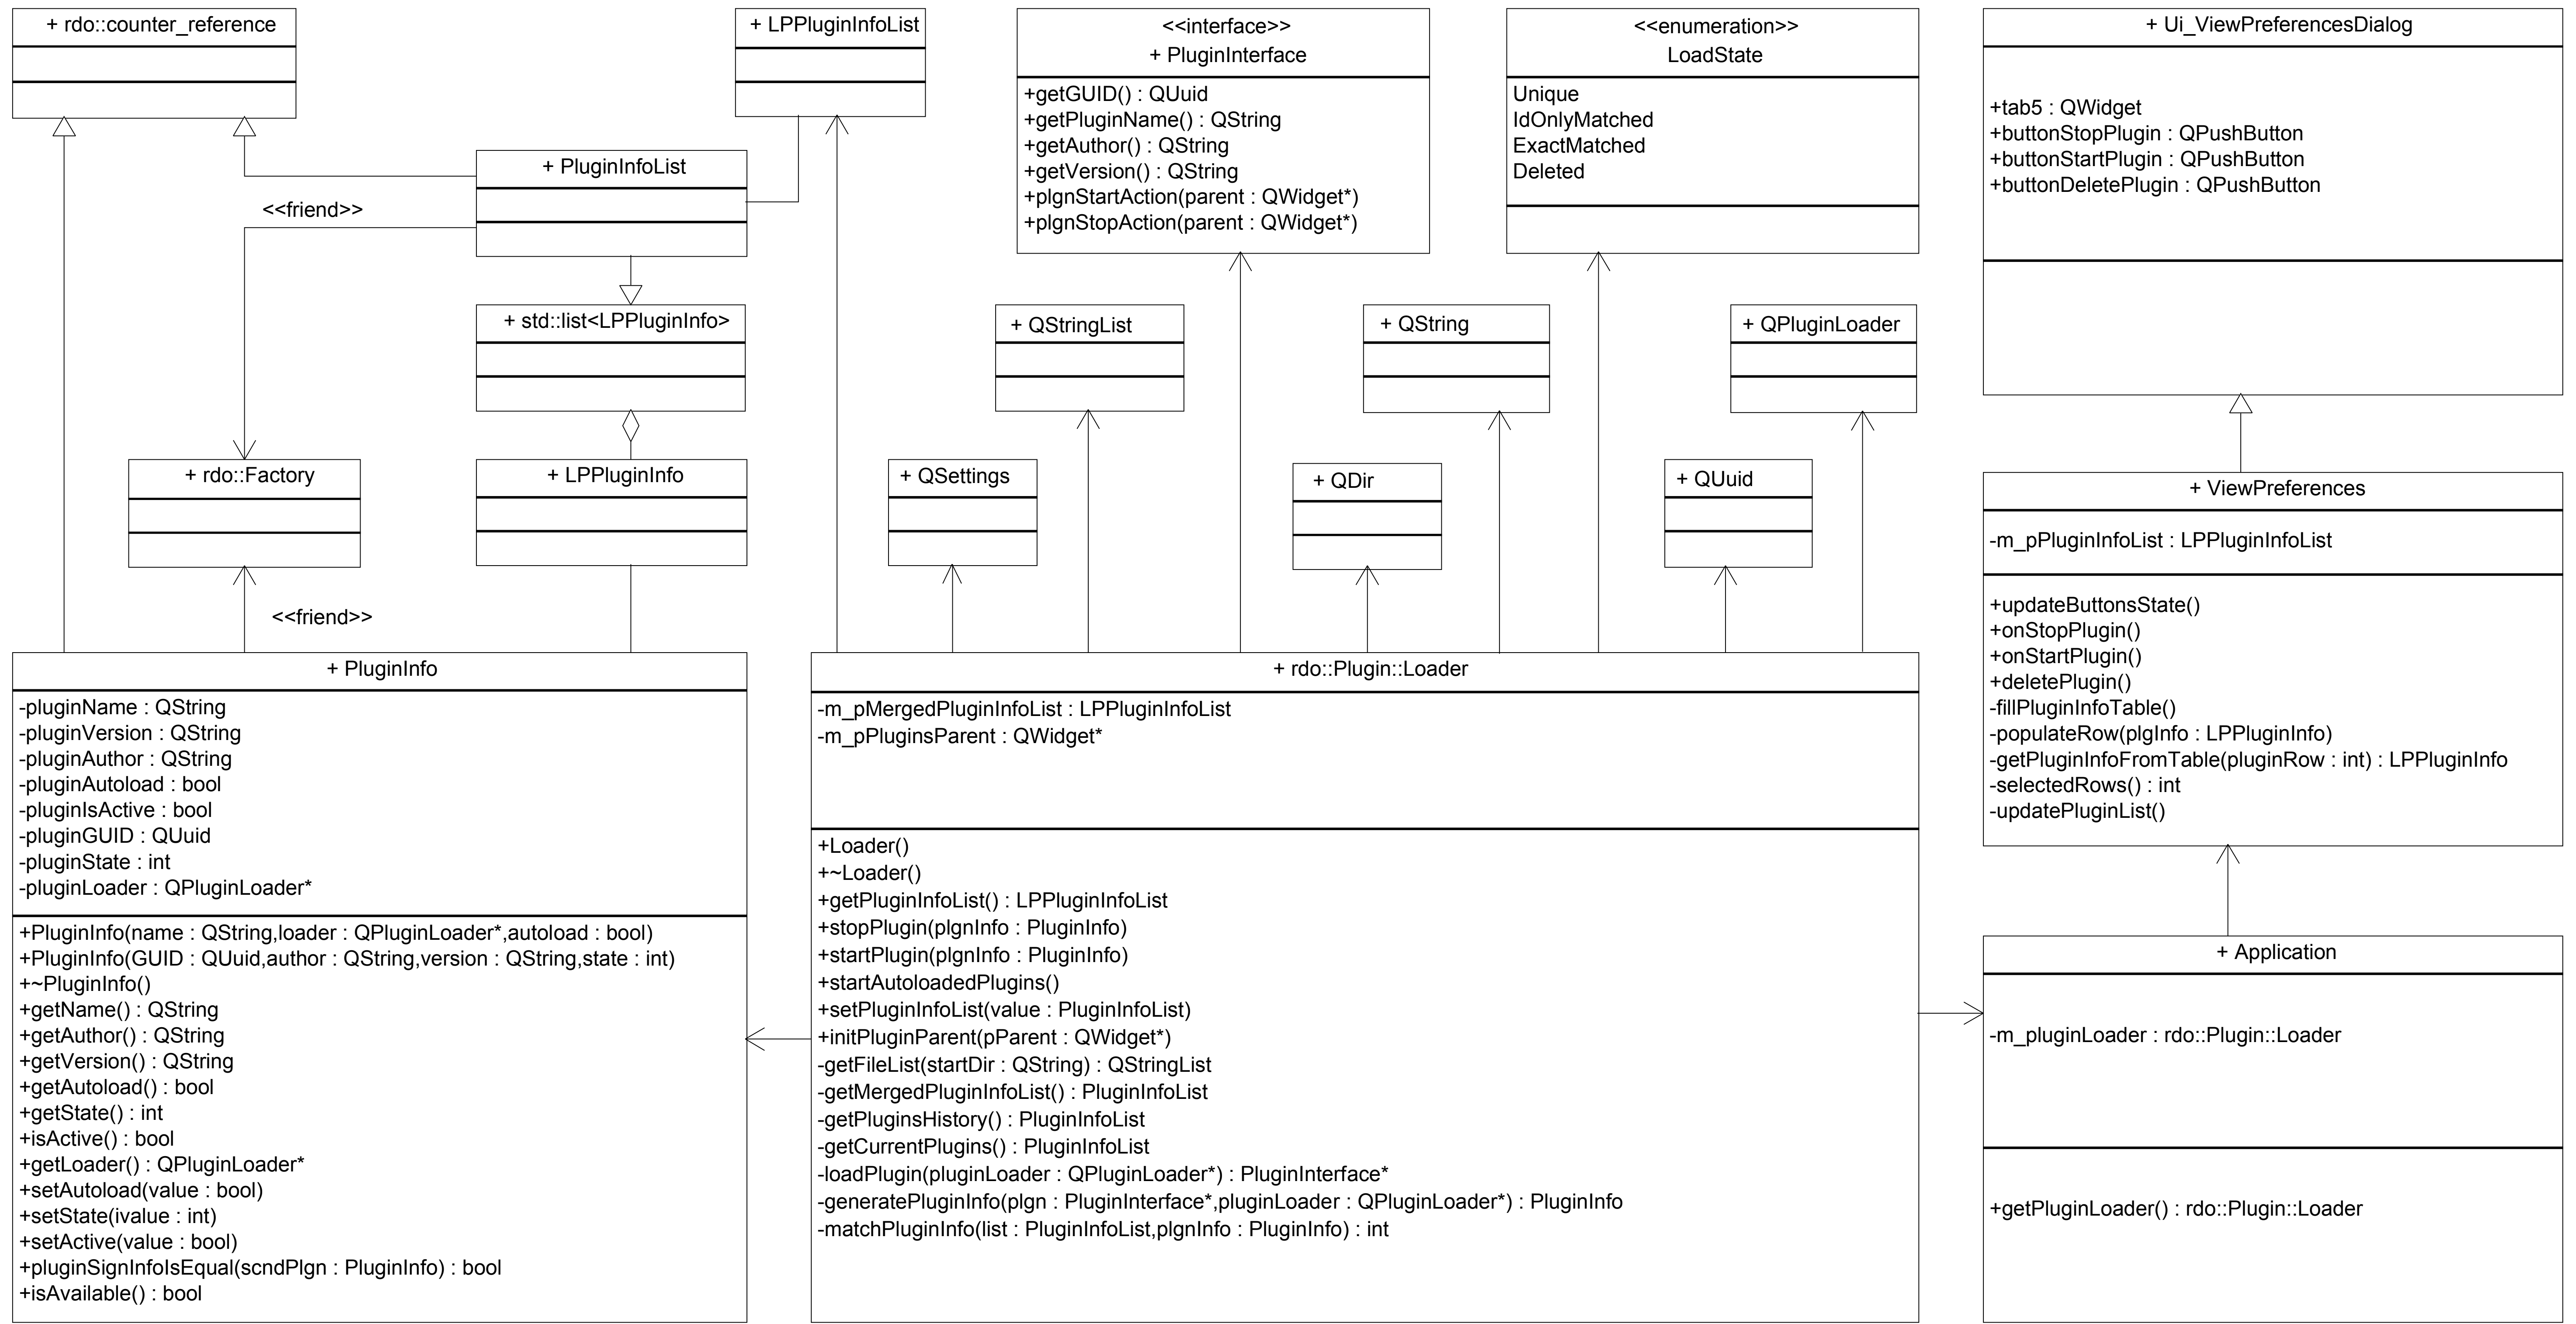 + rdo::counter_reference
+ LPPluginInfoList
<<interface>>
+ PluginInterface
+getGUID() : QUuid
+getPluginName() : QString
+getAuthor() : QString
+getVersion() : QString
+plgnStartAction(parent : QWidget*)
+plgnStopAction(parent : QWidget*)
<<enumeration>>
LoadState
Unique
IdOnlyMatched
ExactMatched
Deleted
+ Ui_ViewPreferencesDialog
+tab5 : QWidget
+buttonStopPlugin : QPushButton
+buttonStartPlugin : QPushButton
+buttonDeletePlugin : QPushButton
+ PluginInfoList
<<friend>>
+ std::list<LPPluginInfo>
+ QStringList
+ QString
+ QPluginLoader
+ rdo::Factory
+ LPPluginInfo
+ QSettings
+ QDir
+ QUuid
<<friend>>
+ ViewPreferences
-m_pPluginInfoList : LPPluginInfoList
+updateButtonsState()
+onStopPlugin()
+onStartPlugin()
+deletePlugin()
-fillPluginInfoTable()
-populateRow(plgInfo : LPPluginInfo)
-getPluginInfoFromTable(pluginRow : int) : LPPluginInfo
-selectedRows() : int
-updatePluginList()
+ PluginInfo
-pluginName : QString
-pluginVersion : QString
-pluginAuthor : QString
-pluginAutoload : bool
-pluginIsActive : bool
-pluginGUID : QUuid
-pluginState : int
-pluginLoader : QPluginLoader*
+PluginInfo(name : QString,loader : QPluginLoader*,autoload : bool)
+PluginInfo(GUID : QUuid,author : QString,version : QString,state : int)
+~PluginInfo()
+getName() : QString
+getAuthor() : QString
+getVersion() : QString
+getAutoload() : bool
+getState() : int
+isActive() : bool
+getLoader() : QPluginLoader*
+setAutoload(value : bool)
+setState(ivalue : int)
+setActive(value : bool)
+pluginSignInfoIsEqual(scndPlgn : PluginInfo) : bool
+isAvailable() : bool
+ rdo::Plugin::Loader
-m_pMergedPluginInfoList : LPPluginInfoList
-m_pPluginsParent : QWidget*
+Loader()
+~Loader()
+getPluginInfoList() : LPPluginInfoList
+stopPlugin(plgnInfo : PluginInfo)
+startPlugin(plgnInfo : PluginInfo)
+startAutoloadedPlugins()
+setPluginInfoList(value : PluginInfoList)
+initPluginParent(pParent : QWidget*)
-getFileList(startDir : QString) : QStringList
-getMergedPluginInfoList() : PluginInfoList
-getPluginsHistory() : PluginInfoList
-getCurrentPlugins() : PluginInfoList
-loadPlugin(pluginLoader : QPluginLoader*) : PluginInterface*
-generatePluginInfo(plgn : PluginInterface*,pluginLoader : QPluginLoader*) : PluginInfo
-matchPluginInfo(list : PluginInfoList,plgnInfo : PluginInfo) : int
+ Application
-m_pluginLoader : rdo::Plugin::Loader
+getPluginLoader() : rdo::Plugin::Loader